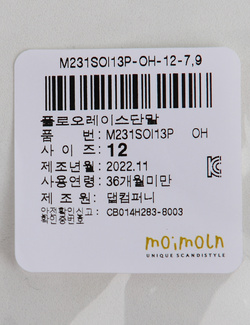 M231SOI13P-OH-12-7,9
플로오레이스단말
품 번: M231SOI13P OH
사 이 즈: 12
제조년월: 2022.11
사용연령: 36개월미만
제 조 원: 댑컴퍼니
안전확인신고
확인증번호 : CB014H283-8003
moimoln
UNIQUE SCANDISTYLE